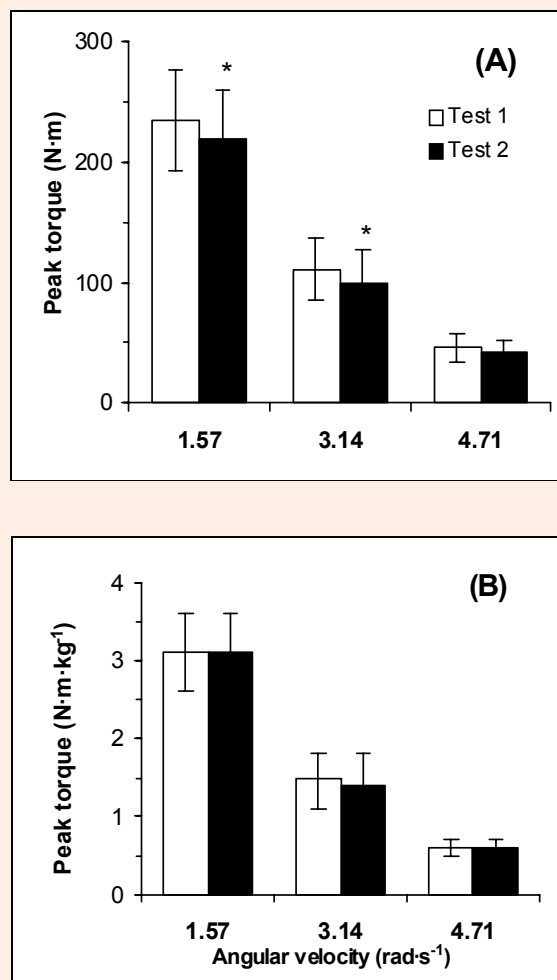 (A)
Peak torque (N·m)
300
200
100
0
*
*
Test 1
Test 2
1.57 3.14 4.71
(B)
Peak torque (N·m·kg⁻¹)
4
3
2
1
0
1.57 3.14 4.71
Angular velocity (rad·s⁻¹)